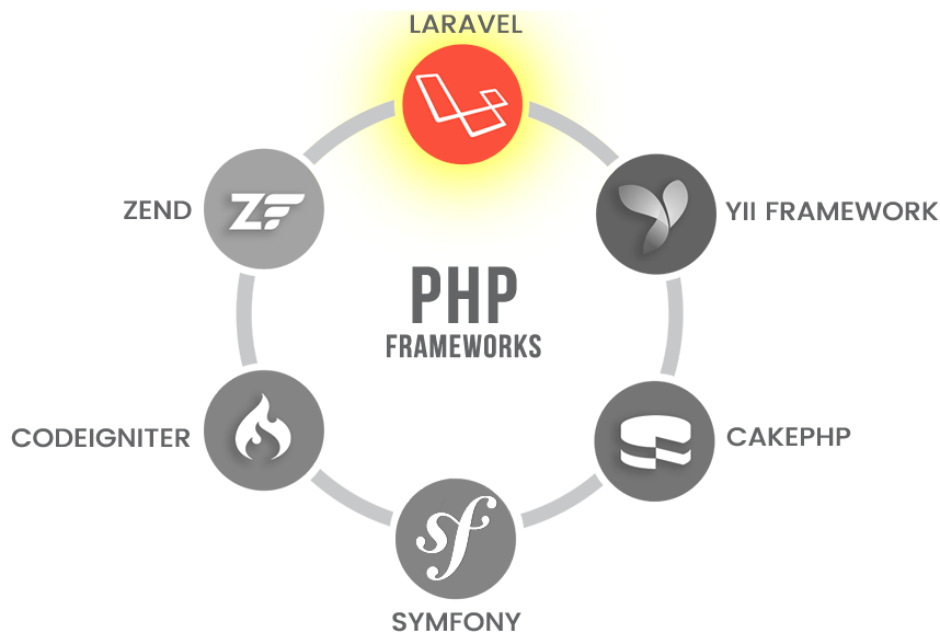 LARAVEL
ZEND
YII FRAMEWORK
PHP
FRAMEWORKS
CODEIGNITER
CAKEPHP
SYMFONY